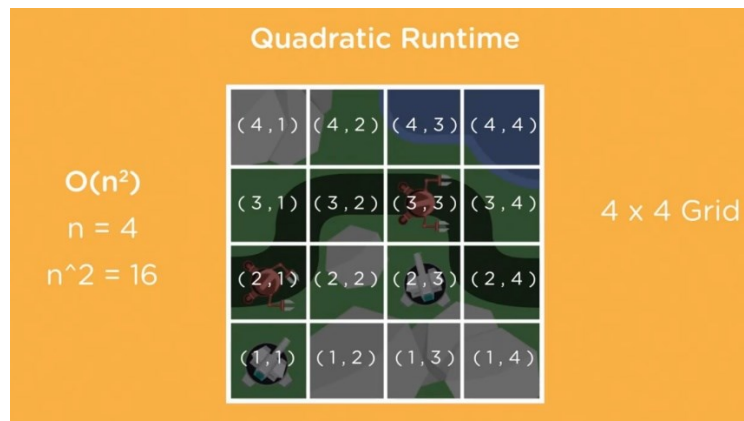 Quadratic Runtime
O(n²)
n = 4
n^2 = 16
(4,1) (4,2) (4,3) (4,4)
(3,1) (3,2) (3,3) (3,4)
(2,1) (2,2) (2,3) (2,4)
(1,1) (1,2) (1,3) (1,4)
4 x 4 Grid